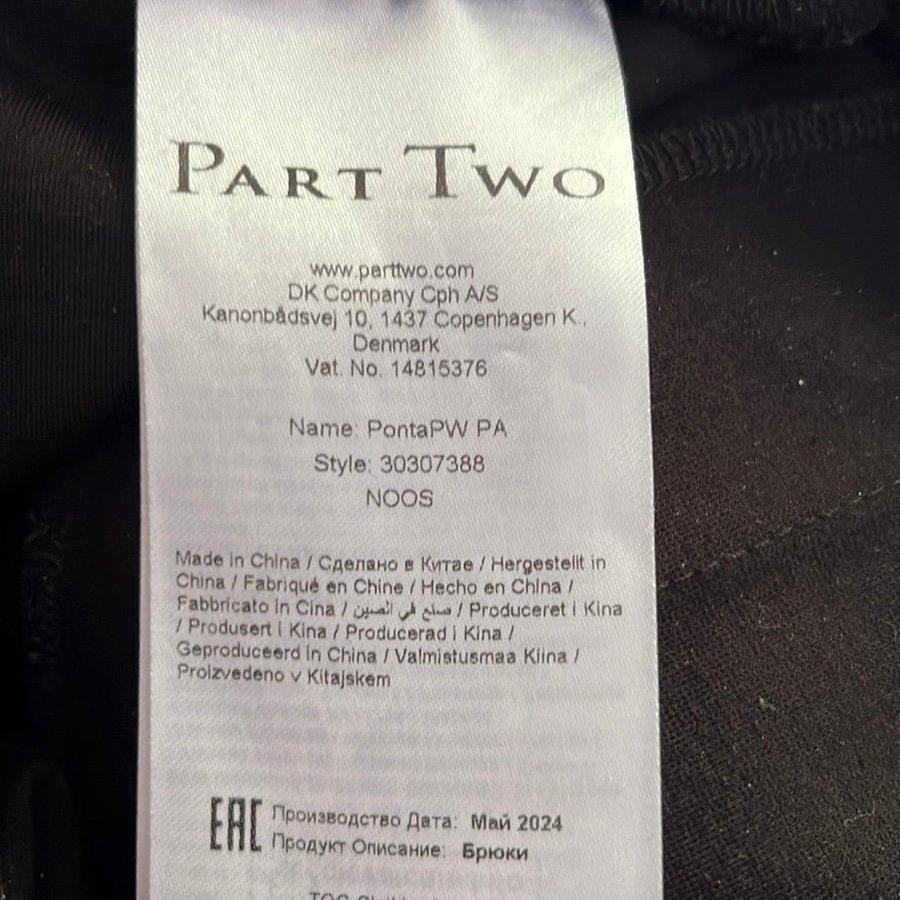 PART TWO
www.parttwo.com
DK Company Cph A/S
Kanonbådsvej 10, 1437 Copenhagen K.,
Denmark
Vat. No. 14815376
Name: PontaPW PA
Style: 30307388
NOOS
Made in China / Сделано в Китае / Hergestellt in
China / Fabriqué en Chine / Hecho en China /
Fabbricato in Cina / صنع في الصين / Produceret i Kina
/ Produsert i Kina / Producerad i Kina /
Geproduceerd in China / Valmistusmaa Kiina /
Proizvedeno v Kitajskem
EAC Производство Дата: Май 2024
Продукт Описание: Брюки